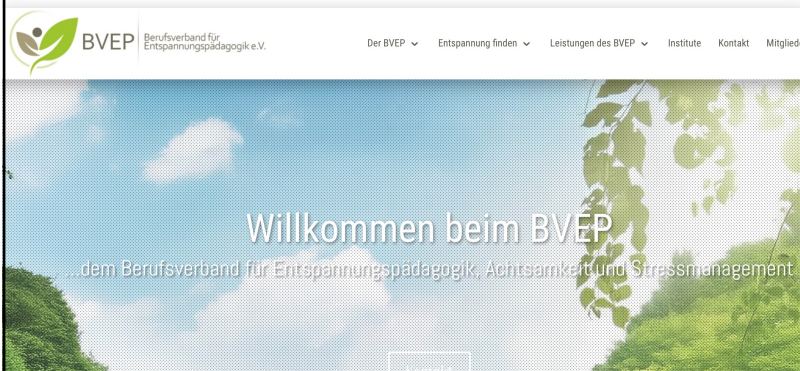 BVEP
Berufsverband für
Entspannungspädagogik e.V.
Der BVEP
Entspannung finden
Leistungen des BVEP
Institute
Kontakt
Willkommen beim BVEP
...dem Berufsverband für Entspannungspädagogik, Achtsamkeit und Stressmanagement